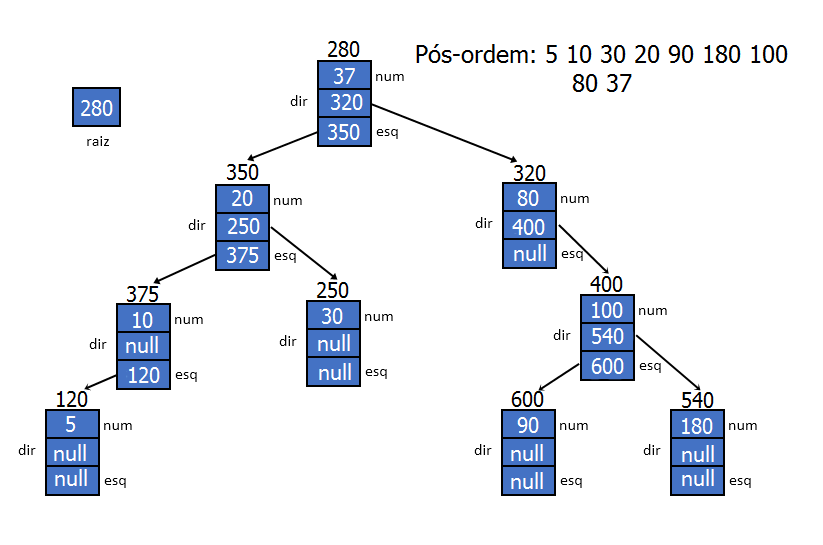 280
Pós-ordem: 5 10 30 20 90 180 100
80 37
37 num
dir 320
350 esq
280
raiz
350
20 num
dir 250
375 esq
320
80 num
dir 400
null esq
375
10 num
dir null
120 esq
250
30 num
dir null
null esq
400
100 num
dir 540
600 esq
120
5 num
dir null
null esq
600
90 num
dir null
null esq
540
180 num
dir null
null esq